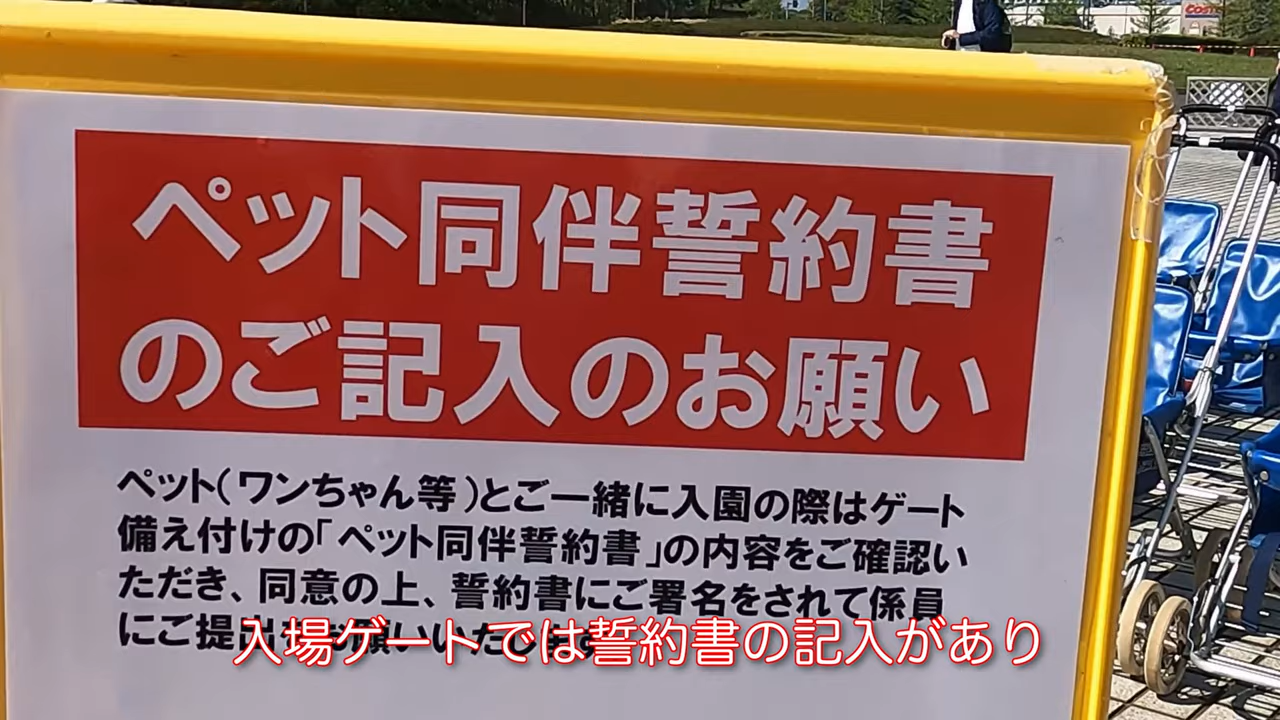 ペット同伴誓約書
のご記入のお願い
ペット(ワンちゃん等)とご一緒に入園の際はゲート
備え付けの「ペット同伴誓約書」の内容をご確認い
ただき、同意の上、誓約書にご署名をされて係員
にご提出
入場ゲートでは誓約書の記入があり